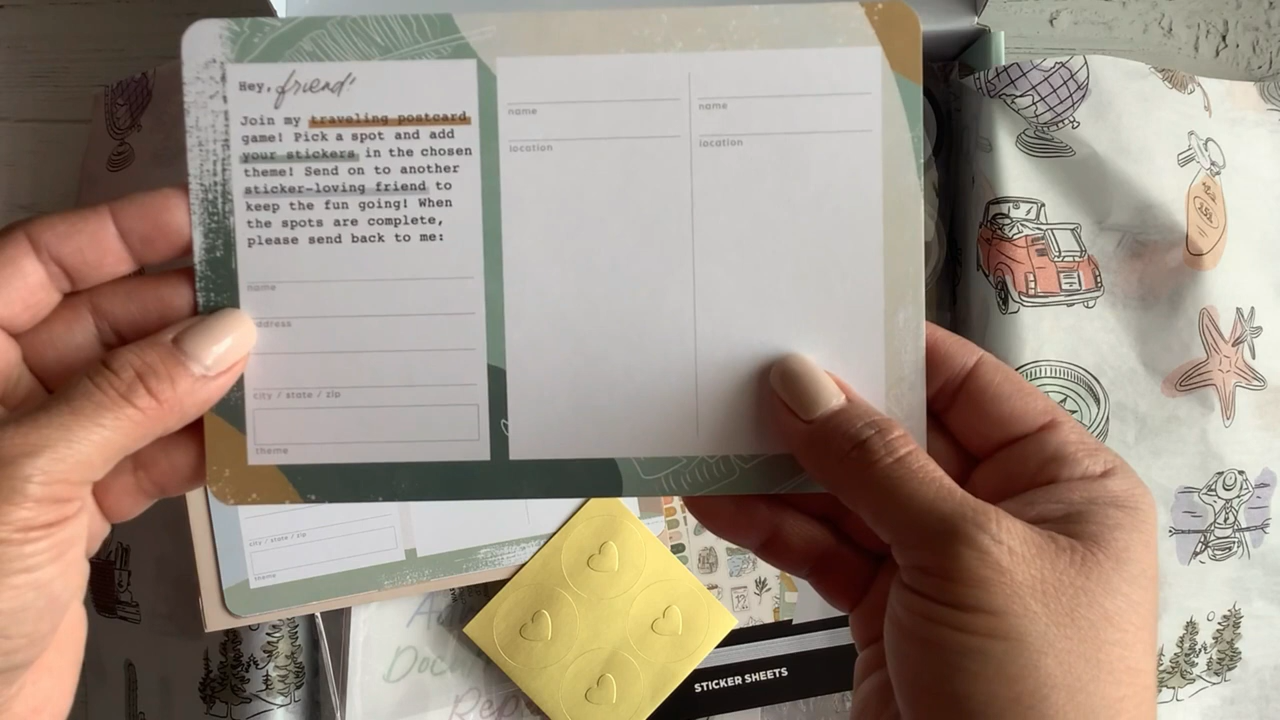 Hey, friend!
Join my traveling postcard
game! Pick a spot and add
your stickers in the chosen
theme! Send on to another
sticker-loving friend to
keep the fun going! When
the spots are complete,
please send back to me:
name
address
city / state / zip
theme
name
location
name
location
city / state / zip
theme
STICKER SHEETS